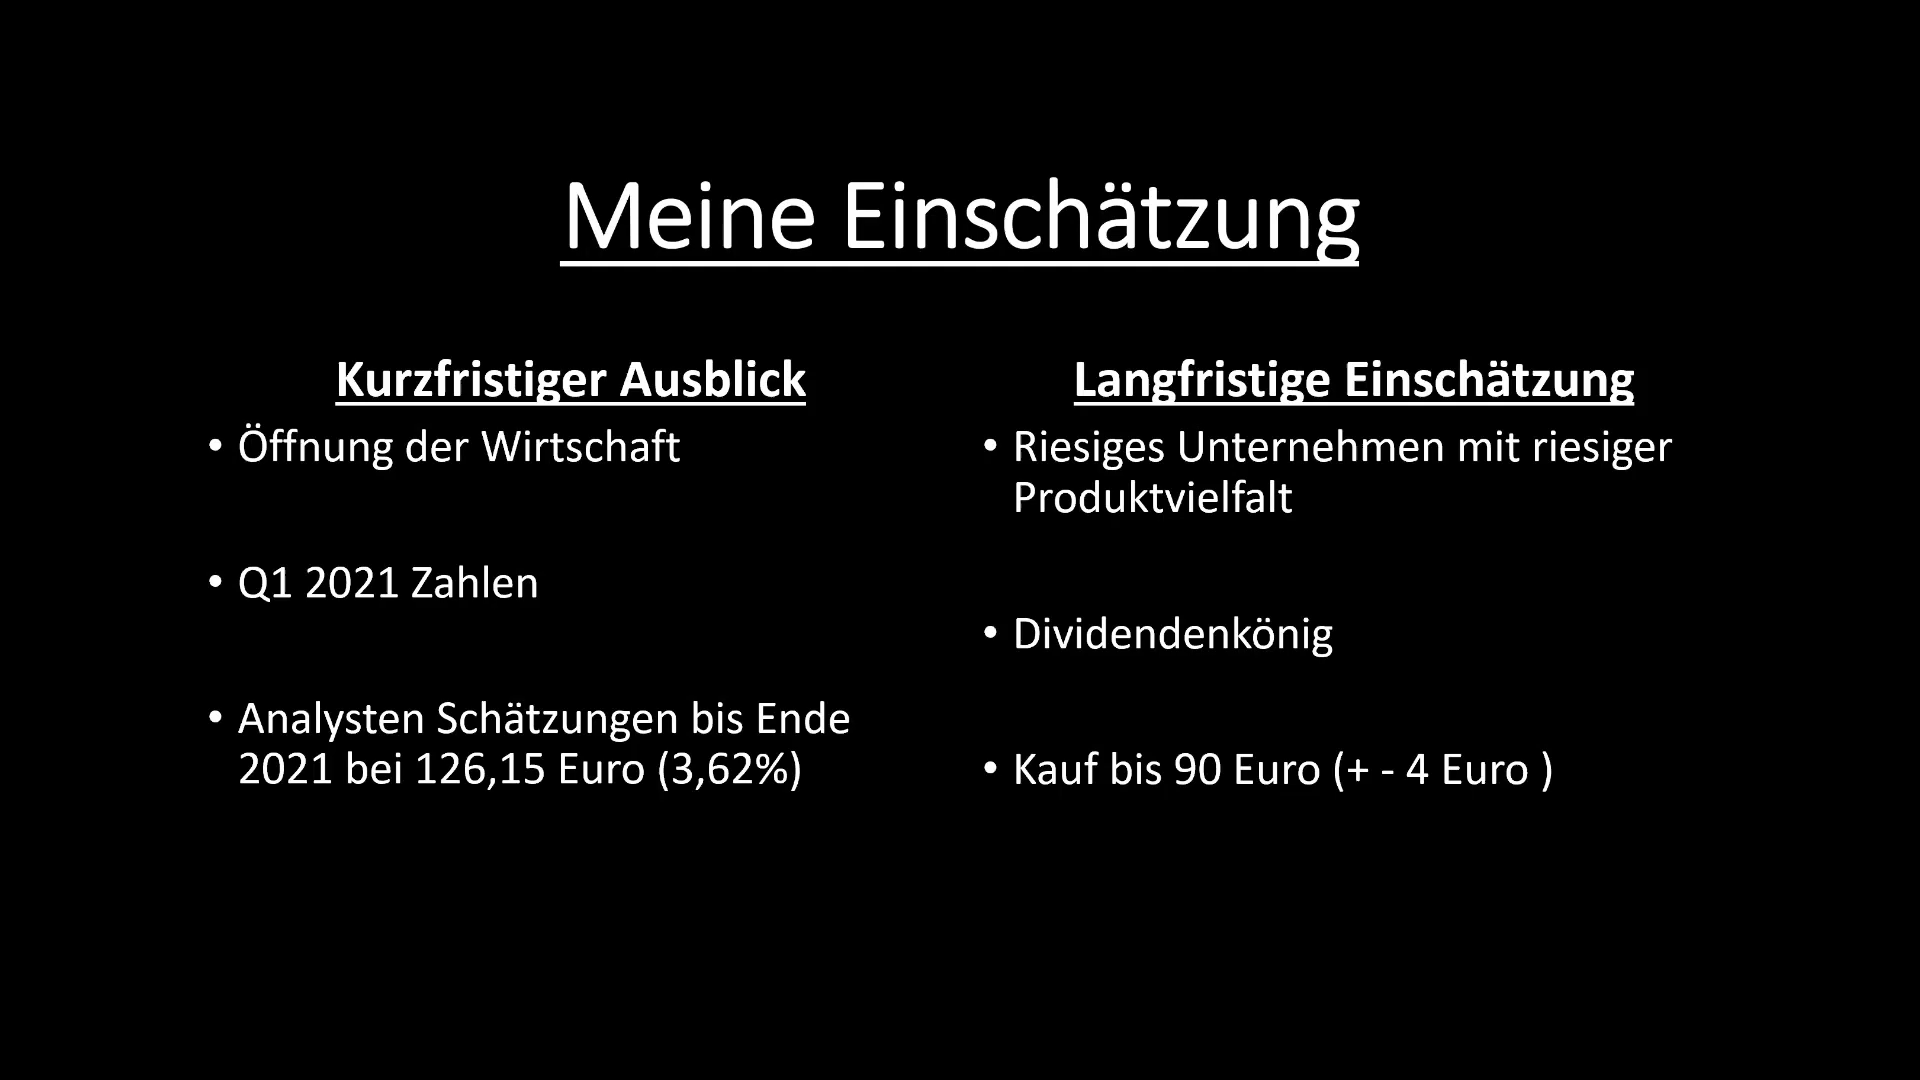 Meine Einschätzung
Kurzfristiger Ausblick
• Öffnung der Wirtschaft
• Q1 2021 Zahlen
• Analysten Schätzungen bis Ende
2021 bei 126,15 Euro (3,62%)
Langfristige Einschätzung
• Riesiges Unternehmen mit riesiger
Produktvielfalt
• Dividendenkönig
• Kauf bis 90 Euro (+ - 4 Euro )